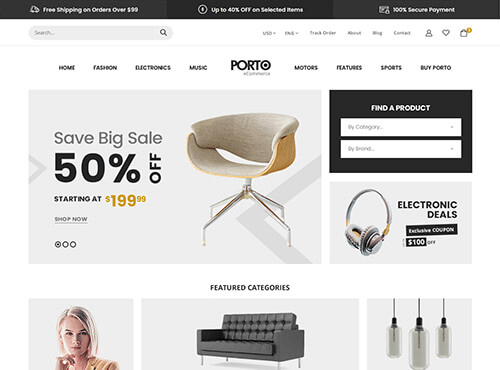 Free Shipping on Orders Over $99
Up to 40% OFF on Selected Items
100% Secure Payment
Search...
USD
ENG
Track Order
About
Blog
Contact
HOME
FASHION
ELECTRONICS
MUSIC
PORTO
eCommerce
MOTORS
FEATURES
SPORTS
BUY PORTO
Save Big Sale
50% OFF
STARTING AT $19999
SHOP NOW
FIND A PRODUCT
By Category...
By Brand...
ELECTRONIC
DEALS
Exclusive COUPON
$100 OFF
FEATURED CATEGORIES